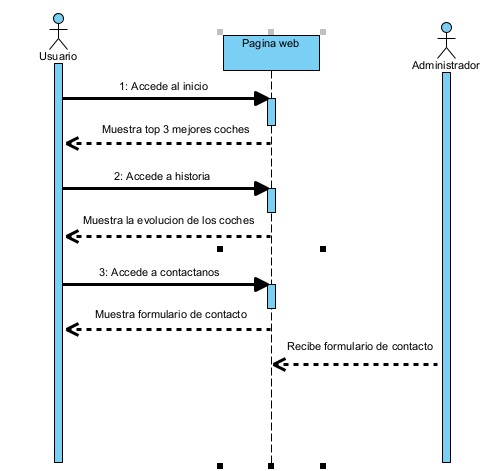 Usuario
Pagina web
Administrador
1: Accede al inicio
Muestra top 3 mejores coches
2: Accede a historia
Muestra la evolucion de los coches
3: Accede a contactanos
Muestra formulario de contacto
Recibe formulario de contacto